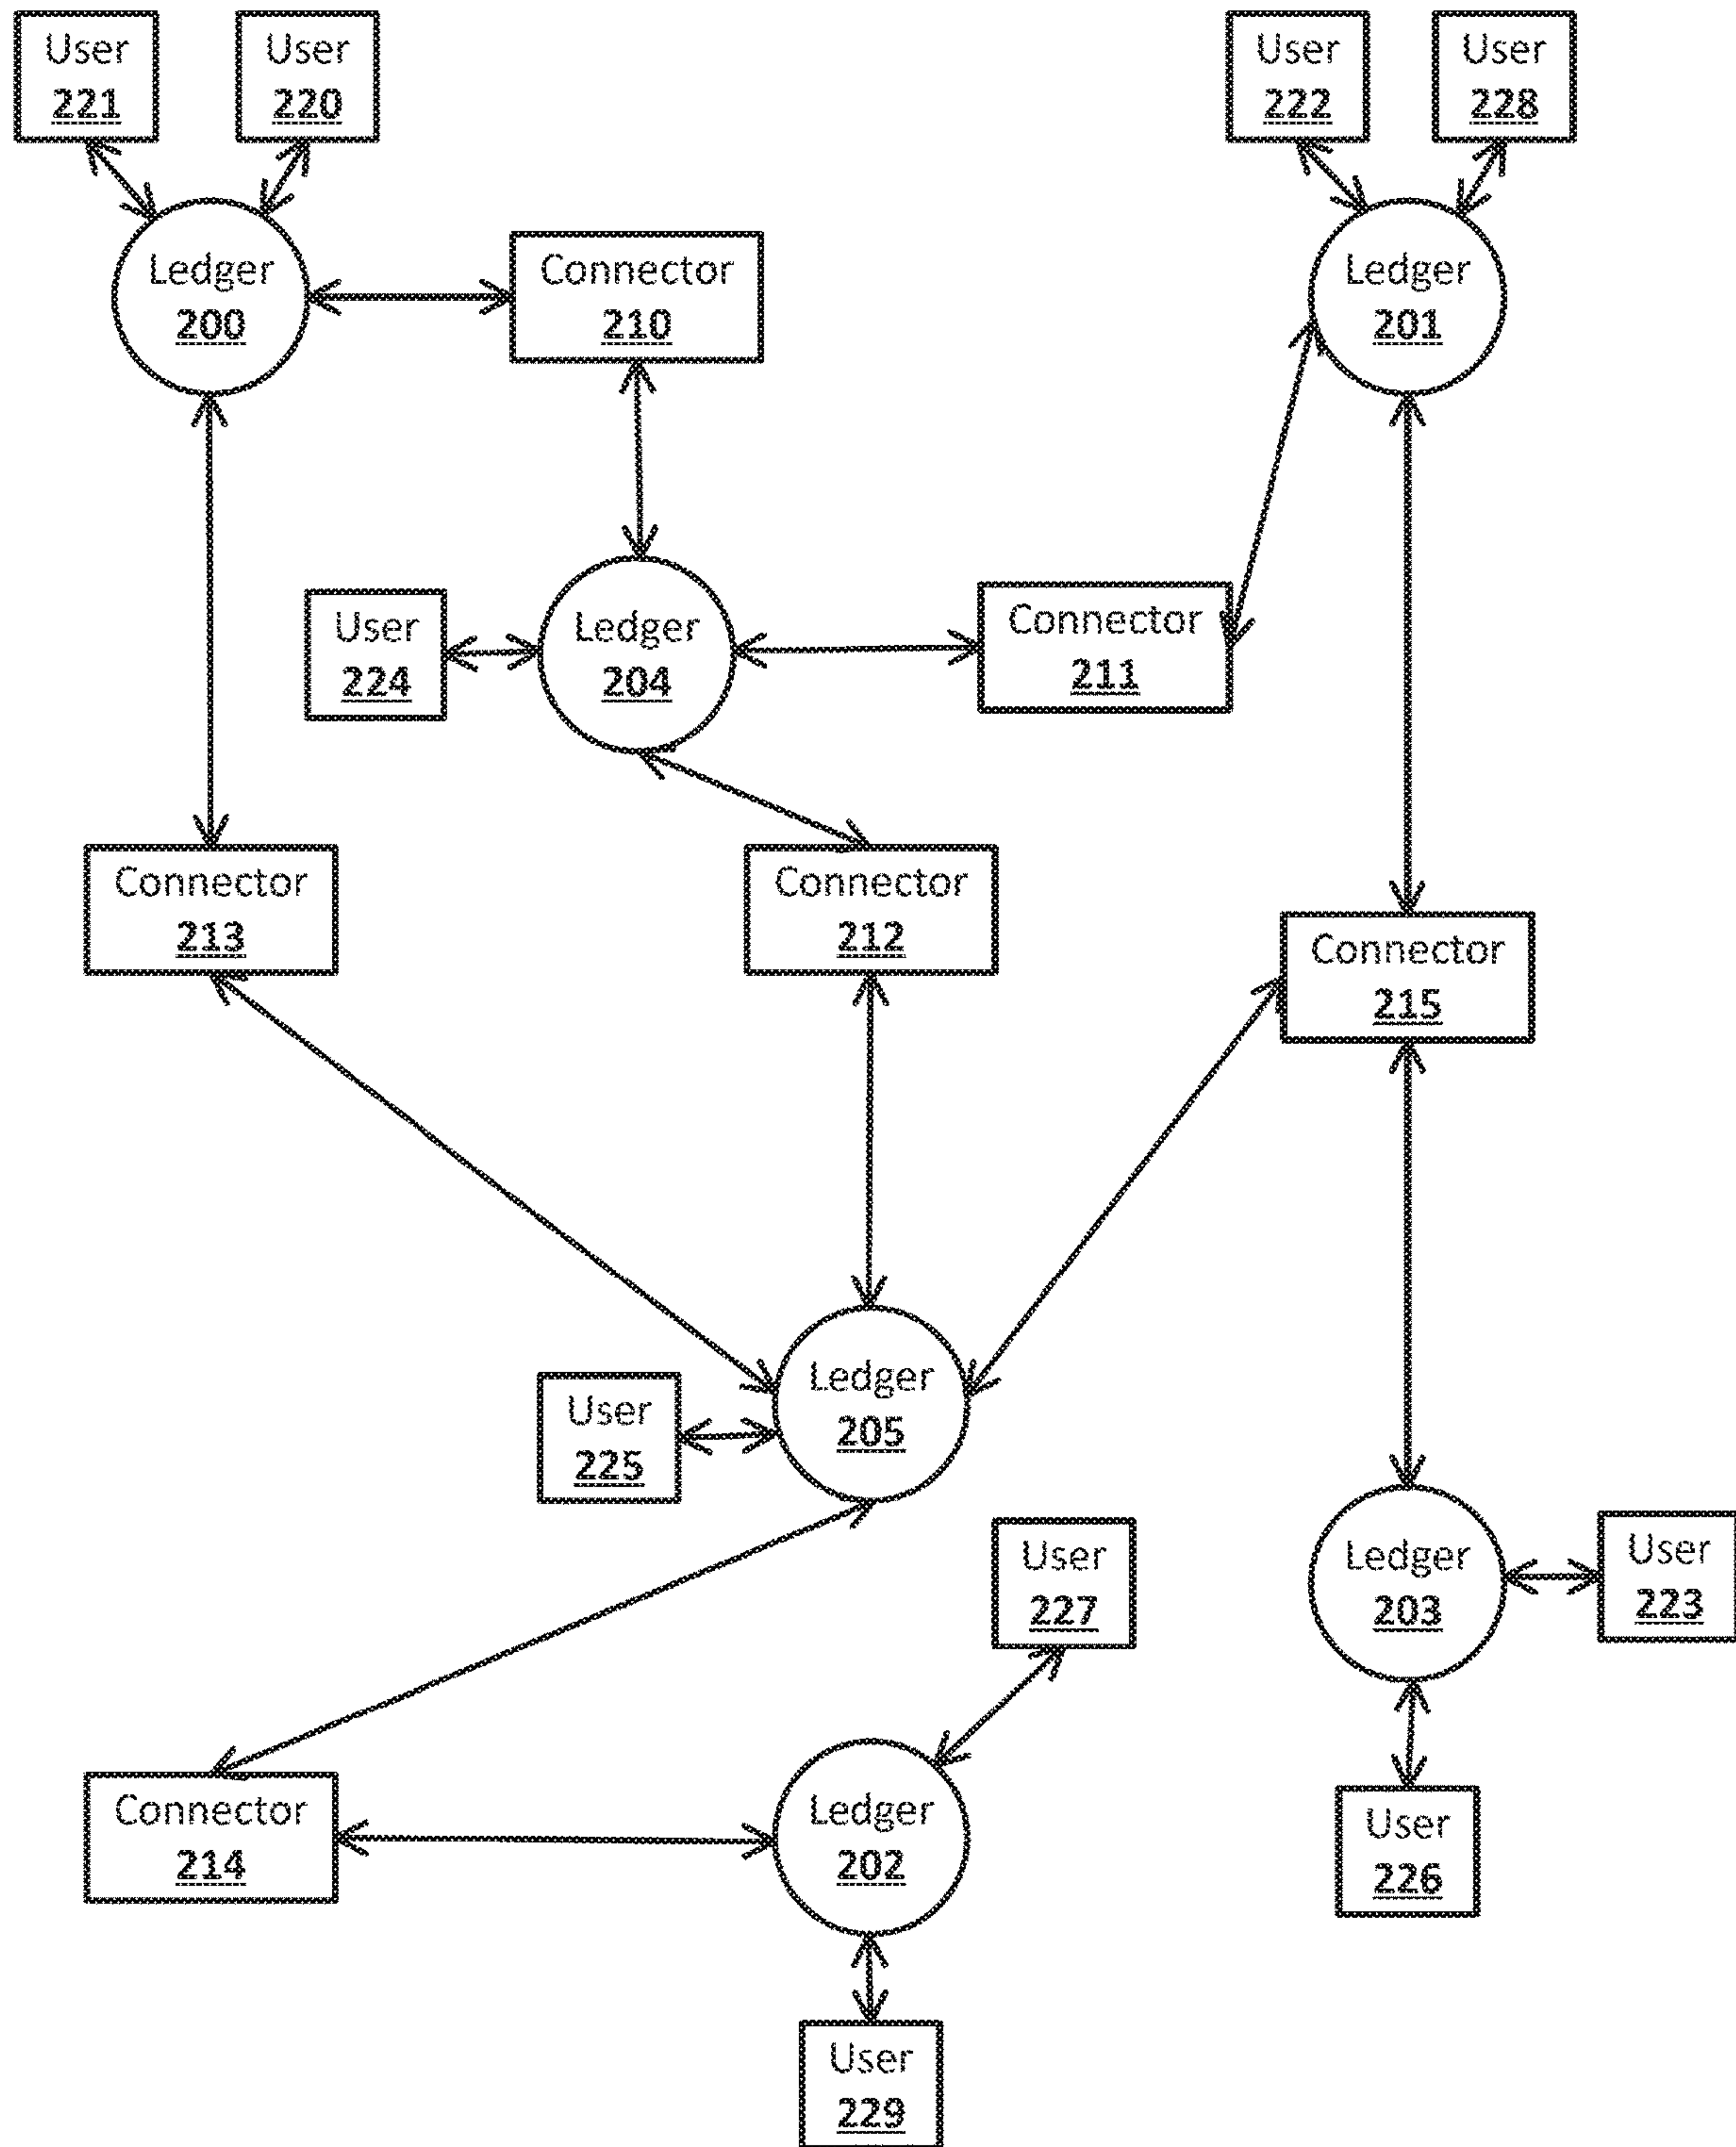 User
221
User
220
User
222
User
228
Ledger
200
Connector
210
Ledger
201
User
224
Ledger
204
Connector
211
Connector
213
Connector
212
Connector
215
Ledger
205
User
225
User
227
Ledger
203
User
223
Connector
214
Ledger
202
User
226
User
229